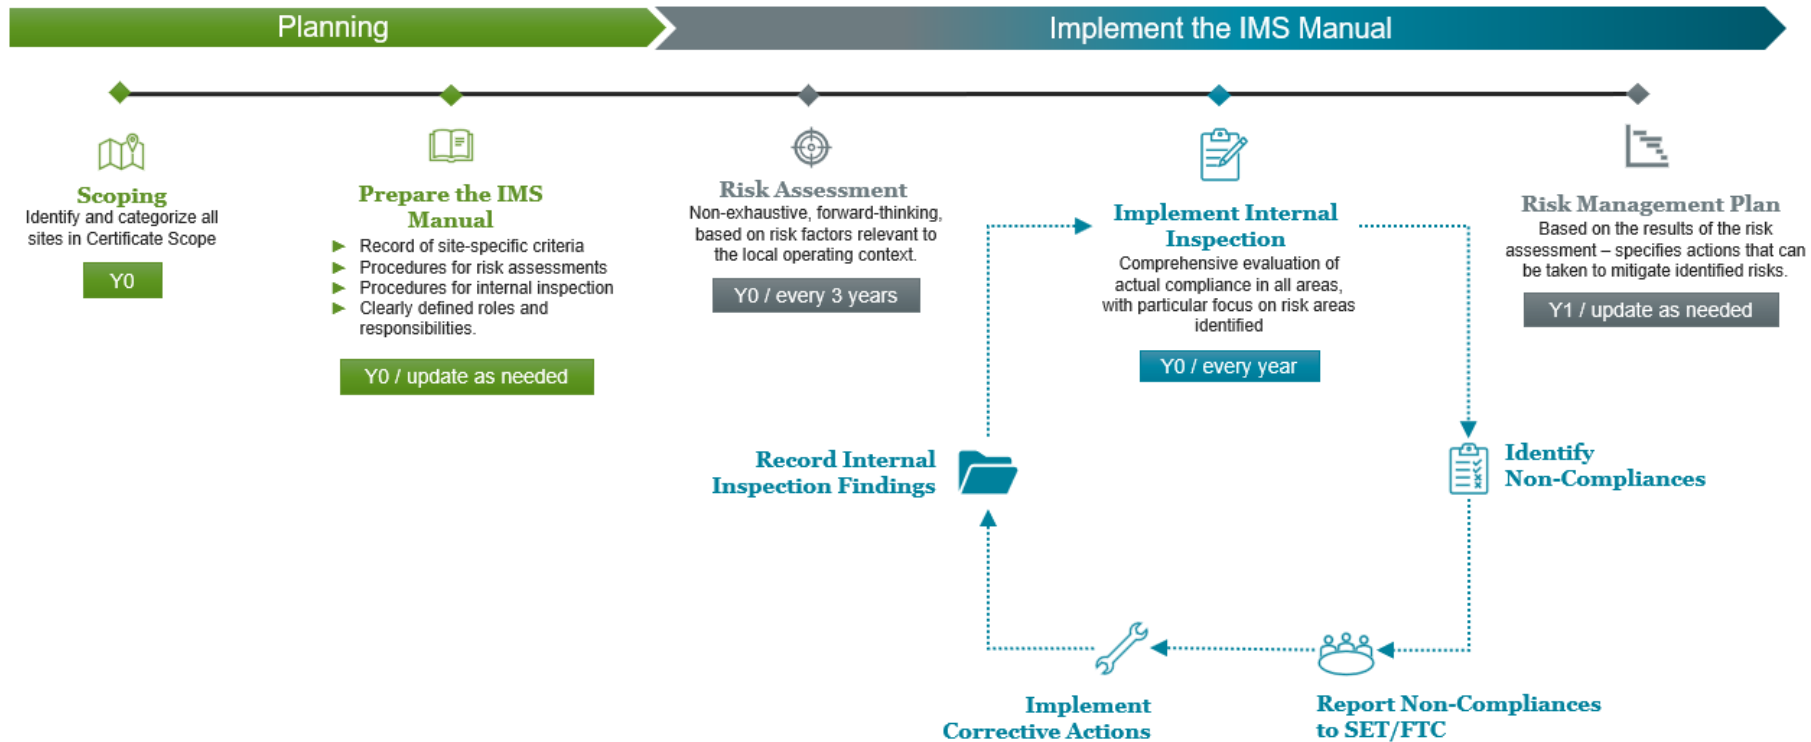 Planning
Implement the IMS Manual
Scoping
Identify and categorize all
sites in Certificate Scope
Y0
Prepare the IMS
Manual
Record of site-specific criteria
Procedures for risk assessments
Procedures for internal inspection
Clearly defined roles and
responsibilities.
Y0 / update as needed
Risk Assessment
Non-exhaustive, forward-thinking,
based on risk factors relevant to
the local operating context.
Y0 / every 3 years
Implement Internal
Inspection
Comprehensive evaluation of
actual compliance in all areas,
with particular focus on risk areas
identified
Y0 / every year
Risk Management Plan
Based on the results of the risk
assessment – specifies actions that can
be taken to mitigate identified risks.
Y1 / update as needed
Identify
Non-Compliances
Report Non-Compliances
to SET/FTC
Implement
Corrective Actions
Record Internal
Inspection Findings